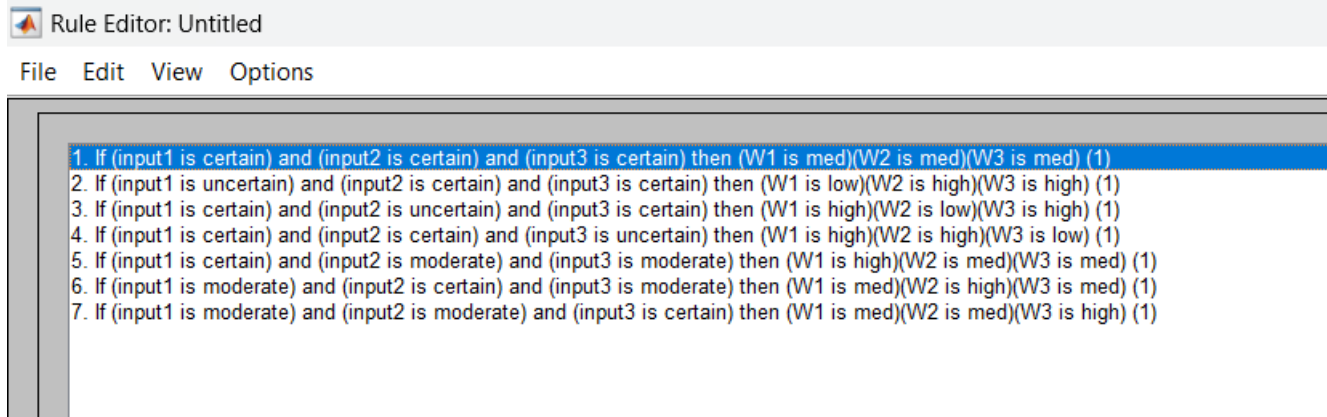 Rule Editor: Untitled
File Edit View Options
1. If (input1 is certain) and (input2 is certain) and (input3 is certain) then (W1 is med)(W2 is med)(W3 is med) (1)
2. If (input1 is uncertain) and (input2 is certain) and (input3 is certain) then (W1 is low)(W2 is high)(W3 is high) (1)
3. If (input1 is certain) and (input2 is uncertain) and (input3 is certain) then (W1 is high)(W2 is low)(W3 is high) (1)
4. If (input1 is certain) and (input2 is certain) and (input3 is uncertain) then (W1 is high)(W2 is high)(W3 is low) (1)
5. If (input1 is certain) and (input2 is moderate) and (input3 is moderate) then (W1 is high)(W2 is med)(W3 is med) (1)
6. If (input1 is moderate) and (input2 is certain) and (input3 is moderate) then (W1 is med)(W2 is high)(W3 is med) (1)
7. If (input1 is moderate) and (input2 is moderate) and (input3 is certain) then (W1 is med)(W2 is med)(W3 is high) (1)